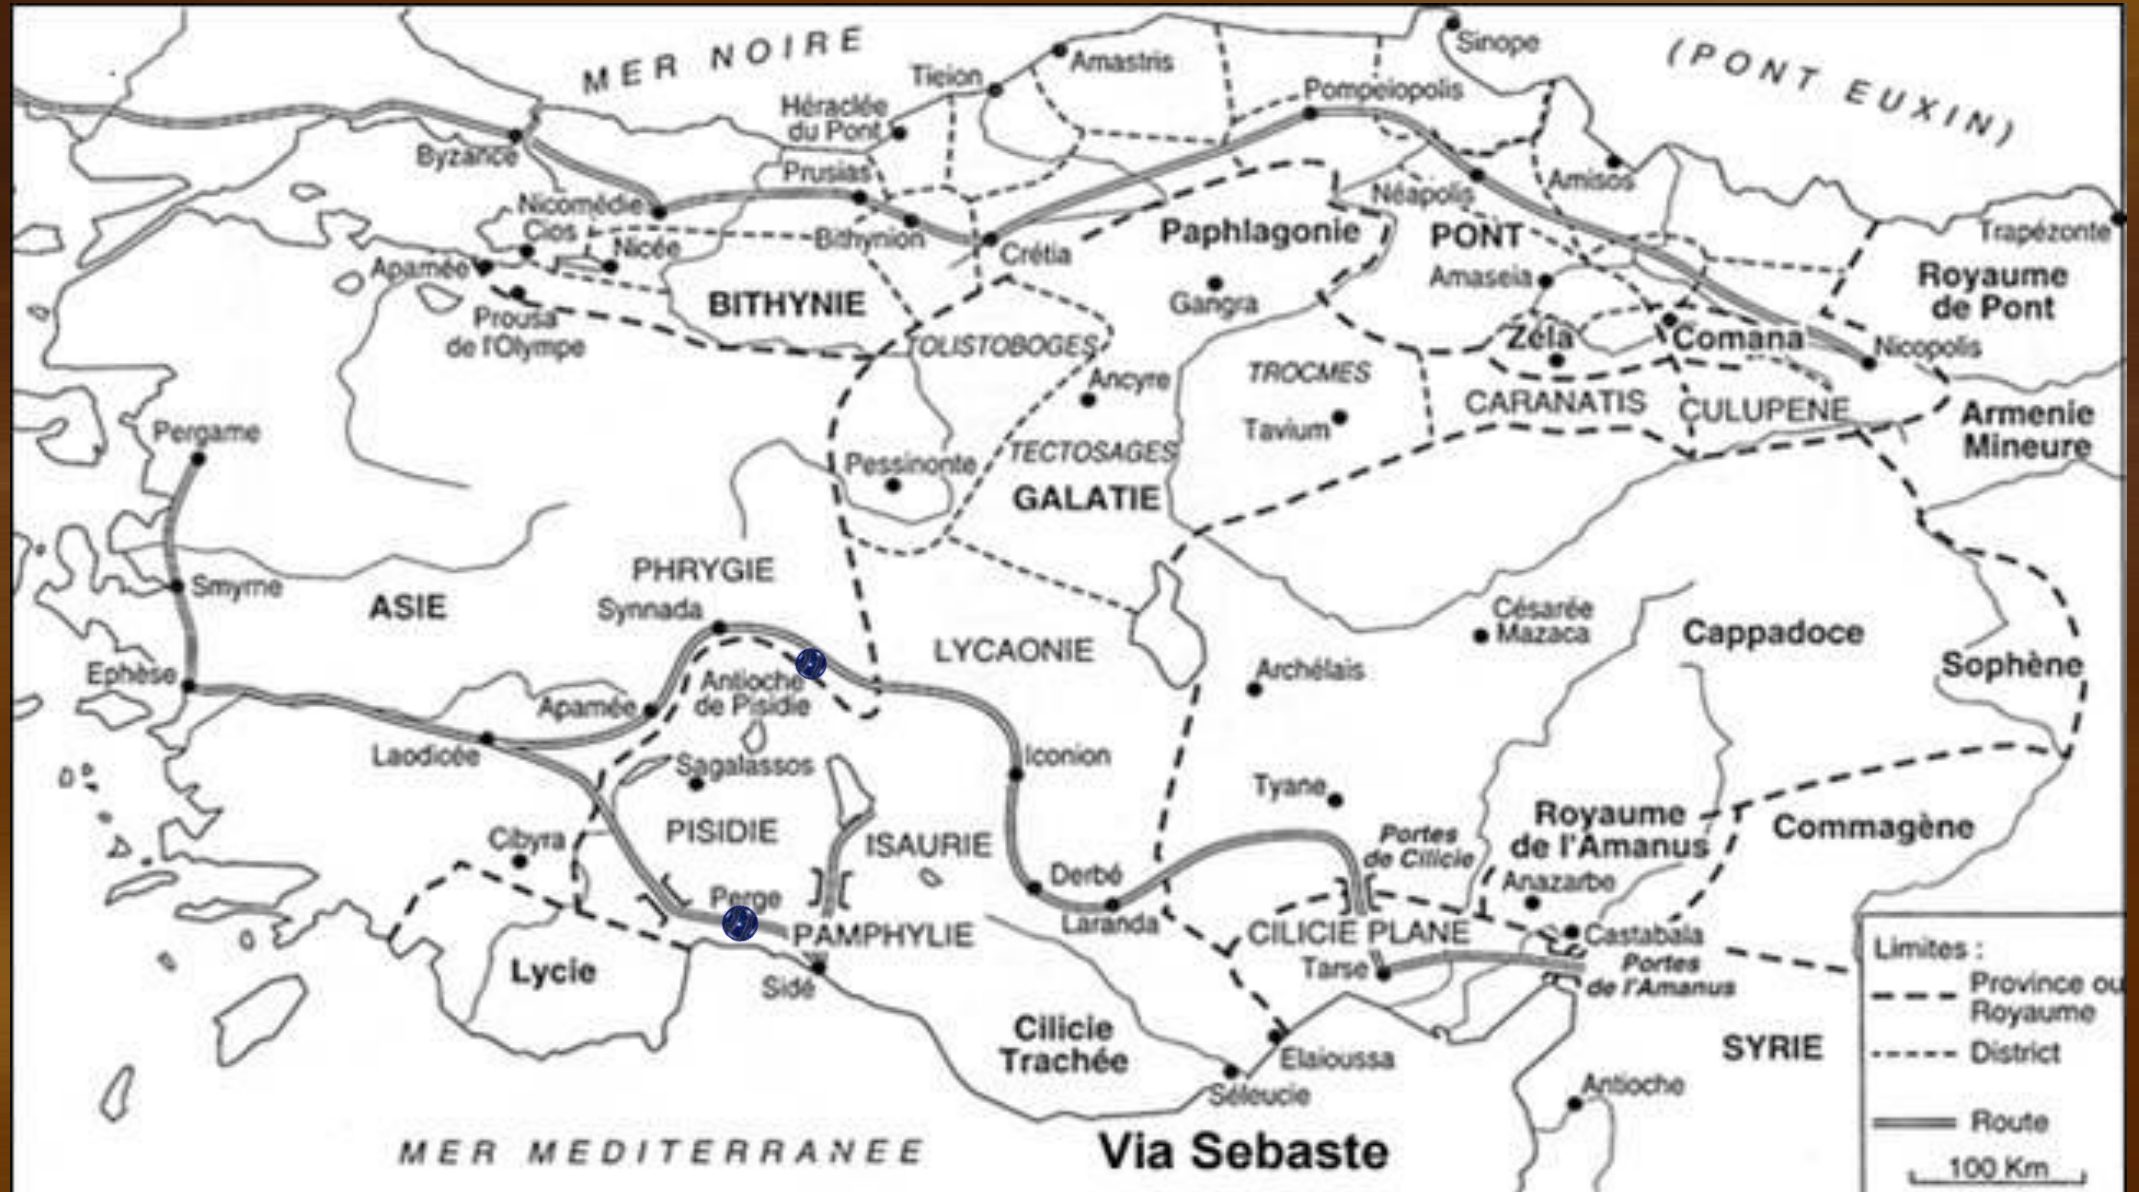 MER NOIRE
(PONT EUXIN)
Sinope
Amastris
Tieion
Pompeiopolis
Héraclée
du Pont
Byzance
Prusias
Amisos
Néapolis
Nicomédie
Cios
Nicée
Bithynion
Crétia
Paphlagonie
PONT
Trapézonte
Apamée
Amaseia
Royaume
de Pont
BITHYNIE
Gangra
Prousa
de l'Olympe
TOLISTOBOGES
Zéla
Comana
Nicopolis
Ancyre
TROCMES
CARANATIS
CULUPENE
Armenie
Mineure
Pergame
Tavium
TECTOSAGES
Pessinonte
GALATIE
PHRYGIE
Smyrne
ASIE
Synnada
Césarée
Mazaca
Cappadoce
LYCAONIE
Sophène
Ephèse
Antioche
de Pisidie
Archélais
Apamée
Laodicée
Iconion
Sagalassos
Tyane
Royaume
de l'Amanus
Commagène
PISIDIE
ISAURIE
Portes
de Cilicie
Cibyra
Derbé
Anazarbe
Perge
Laranda
PAMPHYLIE
CILICIE PLANE
Castabala
Lycie
Sidé
Tarse
Portes
de l'Amanus
Cilicie
Trachée
Elaioussa
Séleucie
SYRIE
Antioche
MER MEDITERRANEE
Via Sebaste
Limites :
Province ou
Royaume
District
Route
100 Km